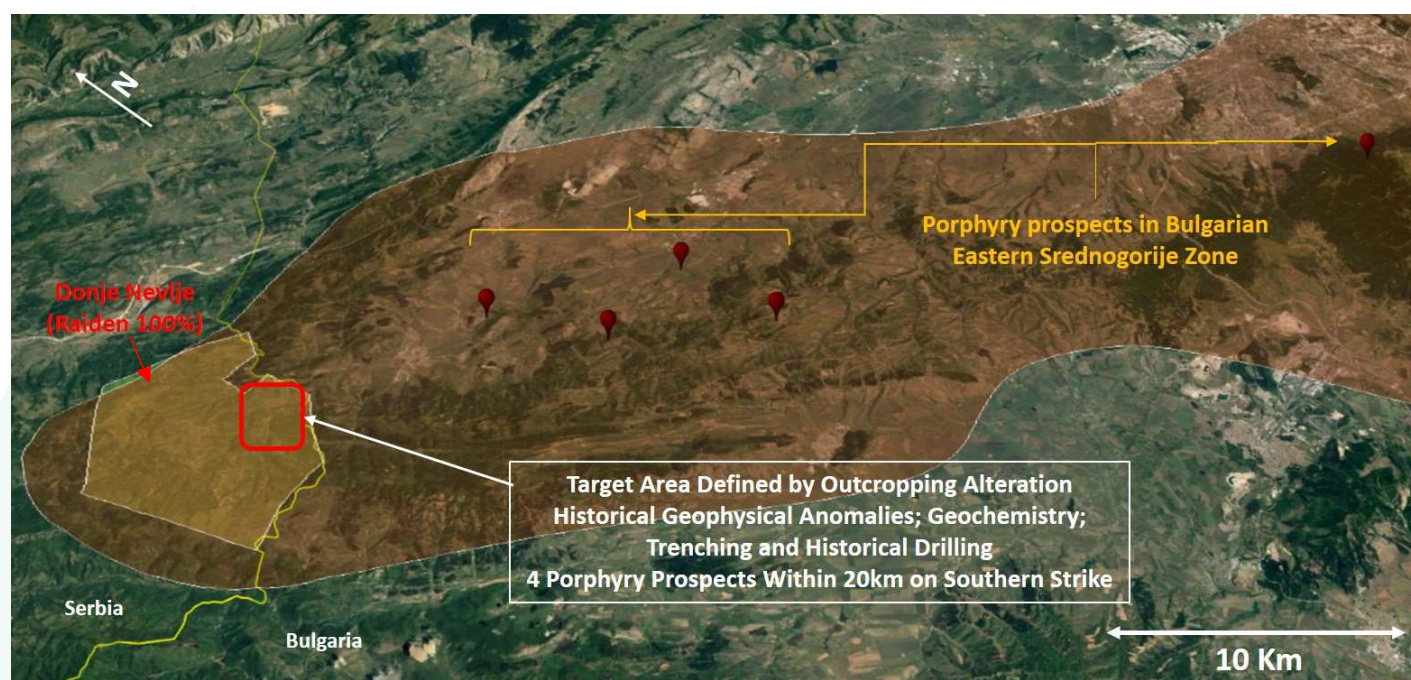 N
Porphyry prospects in Bulgarian
Eastern Srednogorije Zone
Donje Nevlje
(Raiden 100%)
Target Area Defined by Outcropping Alteration
Historical Geophysical Anomalies; Geochemistry;
Trenching and Historical Drilling
4 Porphyry Prospects Within 20km on Southern Strike
Serbia
Bulgaria
10 Km